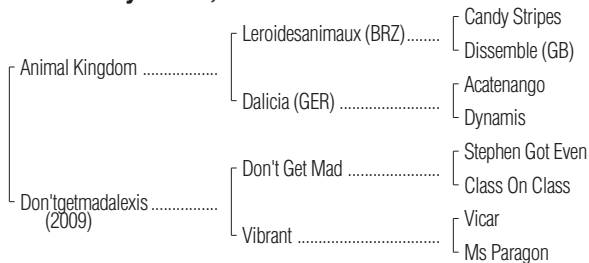 Candy Stripes
Leroidesanimaux (BRZ)........
Dissemble (GB)
Animal Kingdom ..................
Acatenango
Dalicia (GER) ........................
Dynamis
Stephen Got Even
Don't Get Mad ......................
Class On Class
Don'tgetmadalexis ................
(2009)
Vicar
Vibrant ..................................
Ms Paragon